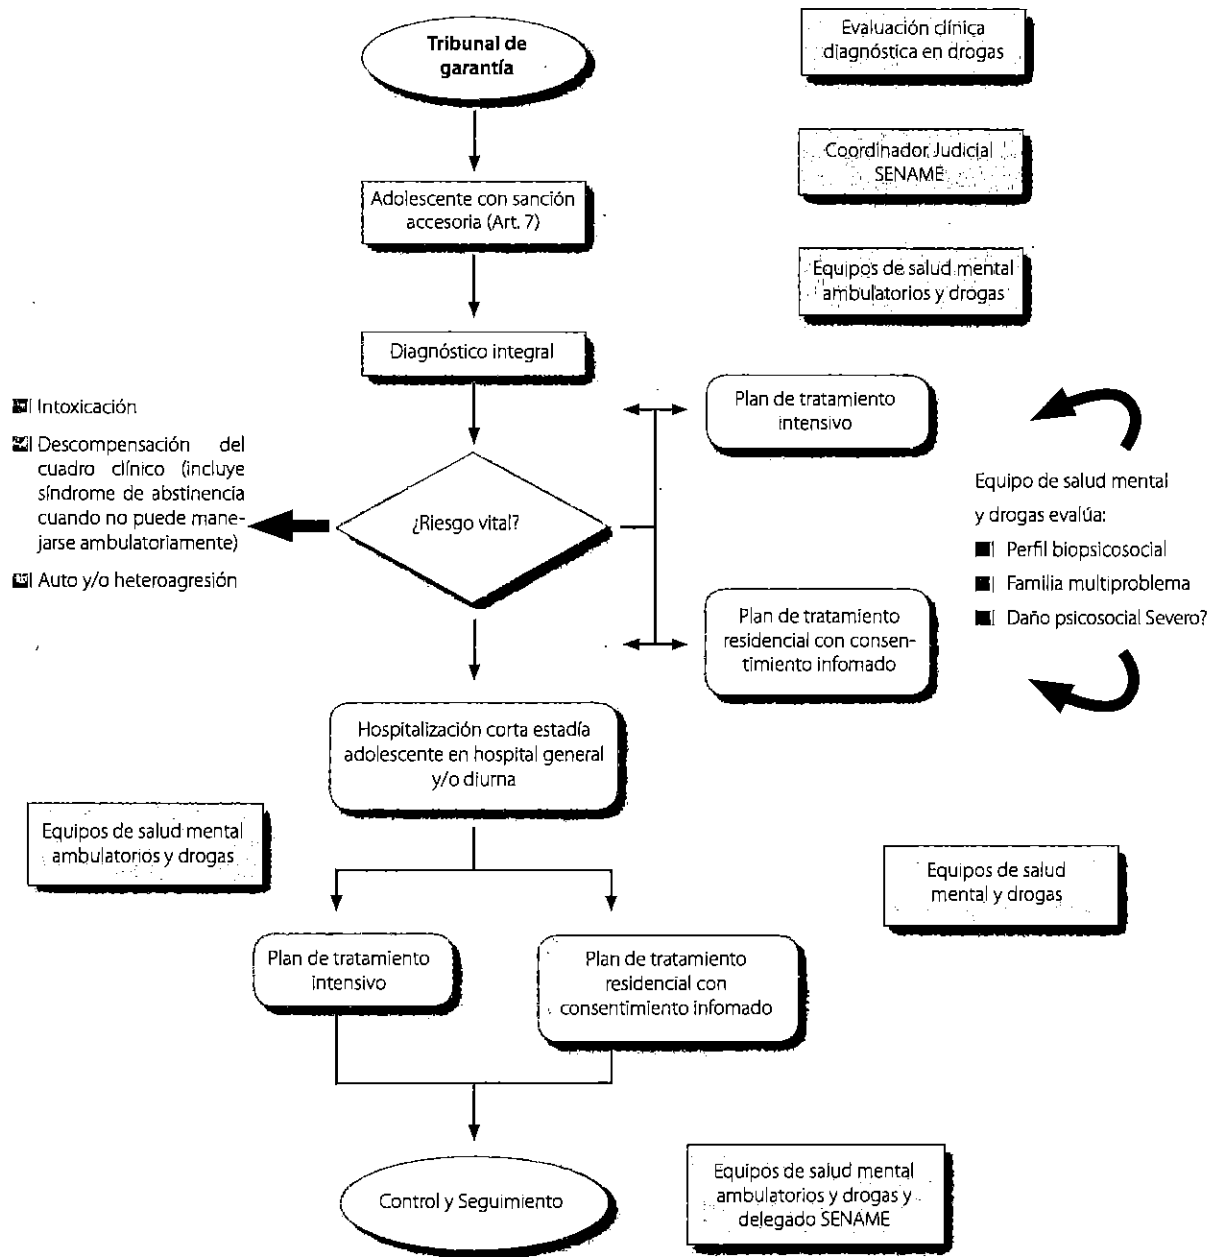 Tribunal de
garantía
Evaluación clínica
diagnóstica en drogas
Coordinador Judicial
SENAME
Adolescente con sanción
accesoria (Art. 7)
Equipos de salud mental
ambulatorios y drogas
Diagnóstico integral
Intoxicación
Descompensación del
cuadro clínico (incluye
síndrome de abstinencia
cuando no puede mane-
jarse ambulatoriamente)
Auto y/o heteroagresión
¿Riesgo vital?
Plan de tratamiento
intensivo
Plan de tratamiento
residencial con consen-
timiento infomado
Equipo de salud mental
y drogas evalúa:
Perfil biopsicosocial
Familia multiproblema
Daño psicosocial Severo?
Hospitalización corta estadía
adolescente en hospital general
y/o diurna
Equipos de salud mental
ambulatorios y drogas
Equipos de salud
mental y drogas
Plan de tratamiento
intensivo
Plan de tratamiento
residencial con
consentimiento infomado
Control y Seguimiento
Equipos de salud mental
ambulatorios y drogas y
delegado SENAME